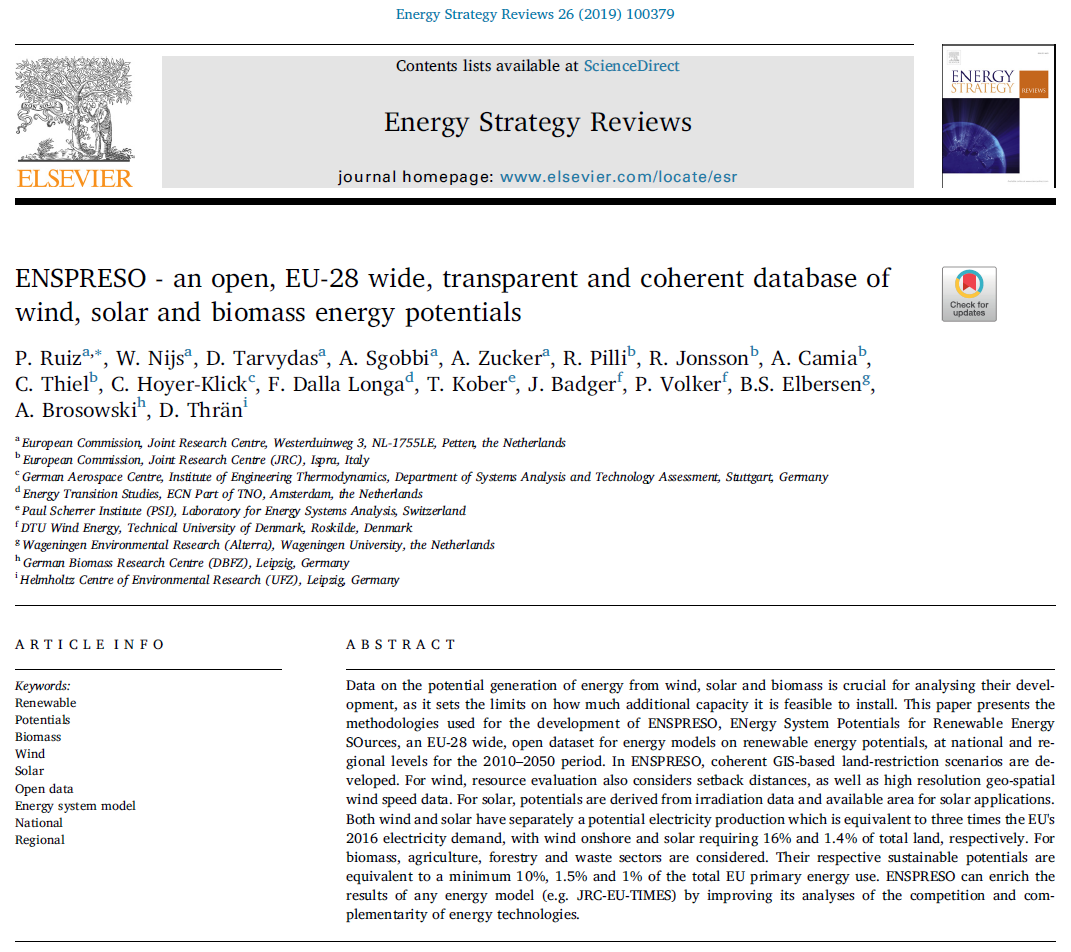 Energy Strategy Reviews 26 (2019) 100379
Contents lists available at ScienceDirect
Energy Strategy Reviews
journal homepage: www.elsevier.com/locate/esr
ELSEVIER
ENERGY
STRATEGY
REVIEWS
ENSPRESO - an open, EU-28 wide, transparent and coherent database of
wind, solar and biomass energy potentials
Check for
updates
P. Ruiza,*, W. Nijsa, D. Tarvydasa, A. Sgobbia, A. Zuckera, R. Pillib, R. Jonssonb, A. Camiab,
C. Thielb, C. Hoyer-Klickc, F. Dalla Longad, T. Kobere, J. Badgerf, P. Volkerf, B.S. Elberseng,
A. Brosowskih, D. Thräni
a European Commission, Joint Research Centre, Westerduinweg 3, NL-1755LE, Petten, the Netherlands
b European Commission, Joint Research Centre (JRC), Ispra, Italy
c German Aerospace Centre, Institute of Engineering Thermodynamics, Department of Systems Analysis and Technology Assessment, Stuttgart, Germany
d Energy Transition Studies, ECN Part of TNO, Amsterdam, the Netherlands
e Paul Scherrer Institute (PSI), Laboratory for Energy Systems Analysis, Switzerland
f DTU Wind Energy, Technical University of Denmark, Roskilde, Denmark
g Wageningen Environmental Research (Alterra), Wageningen University, the Netherlands
h German Biomass Research Centre (DBFZ), Leipzig, Germany
i Helmholtz Centre of Environmental Research (UFZ), Leipzig, Germany
ARTICLE INFO
Keywords:
Renewable
Potentials
Biomass
Wind
Solar
Open data
Energy system model
National
Regional
ABSTRACT
Data on the potential generation of energy from wind, solar and biomass is crucial for analysing their devel-
opment, as it sets the limits on how much additional capacity it is feasible to install. This paper presents the
methodologies used for the development of ENSPRESO, ENergy System Potentials for Renewable Energy
SOurces, an EU-28 wide, open dataset for energy models on renewable energy potentials, at national and re-
gional levels for the 2010–2050 period. In ENSPRESO, coherent GIS-based land-restriction scenarios are de-
veloped. For wind, resource evaluation also considers setback distances, as well as high resolution geo-spatial
wind speed data. For solar, potentials are derived from irradiation data and available area for solar applications.
Both wind and solar have separately a potential electricity production which is equivalent to three times the EU's
2016 electricity demand, with wind onshore and solar requiring 16% and 1.4% of total land, respectively. For
biomass, agriculture, forestry and waste sectors are considered. Their respective sustainable potentials are
equivalent to a minimum 10%, 1.5% and 1% of the total EU primary energy use. ENSPRESO can enrich the
results of any energy model (e.g. JRC-EU-TIMES) by improving its analyses of the competition and com-
plementarity of energy technologies.